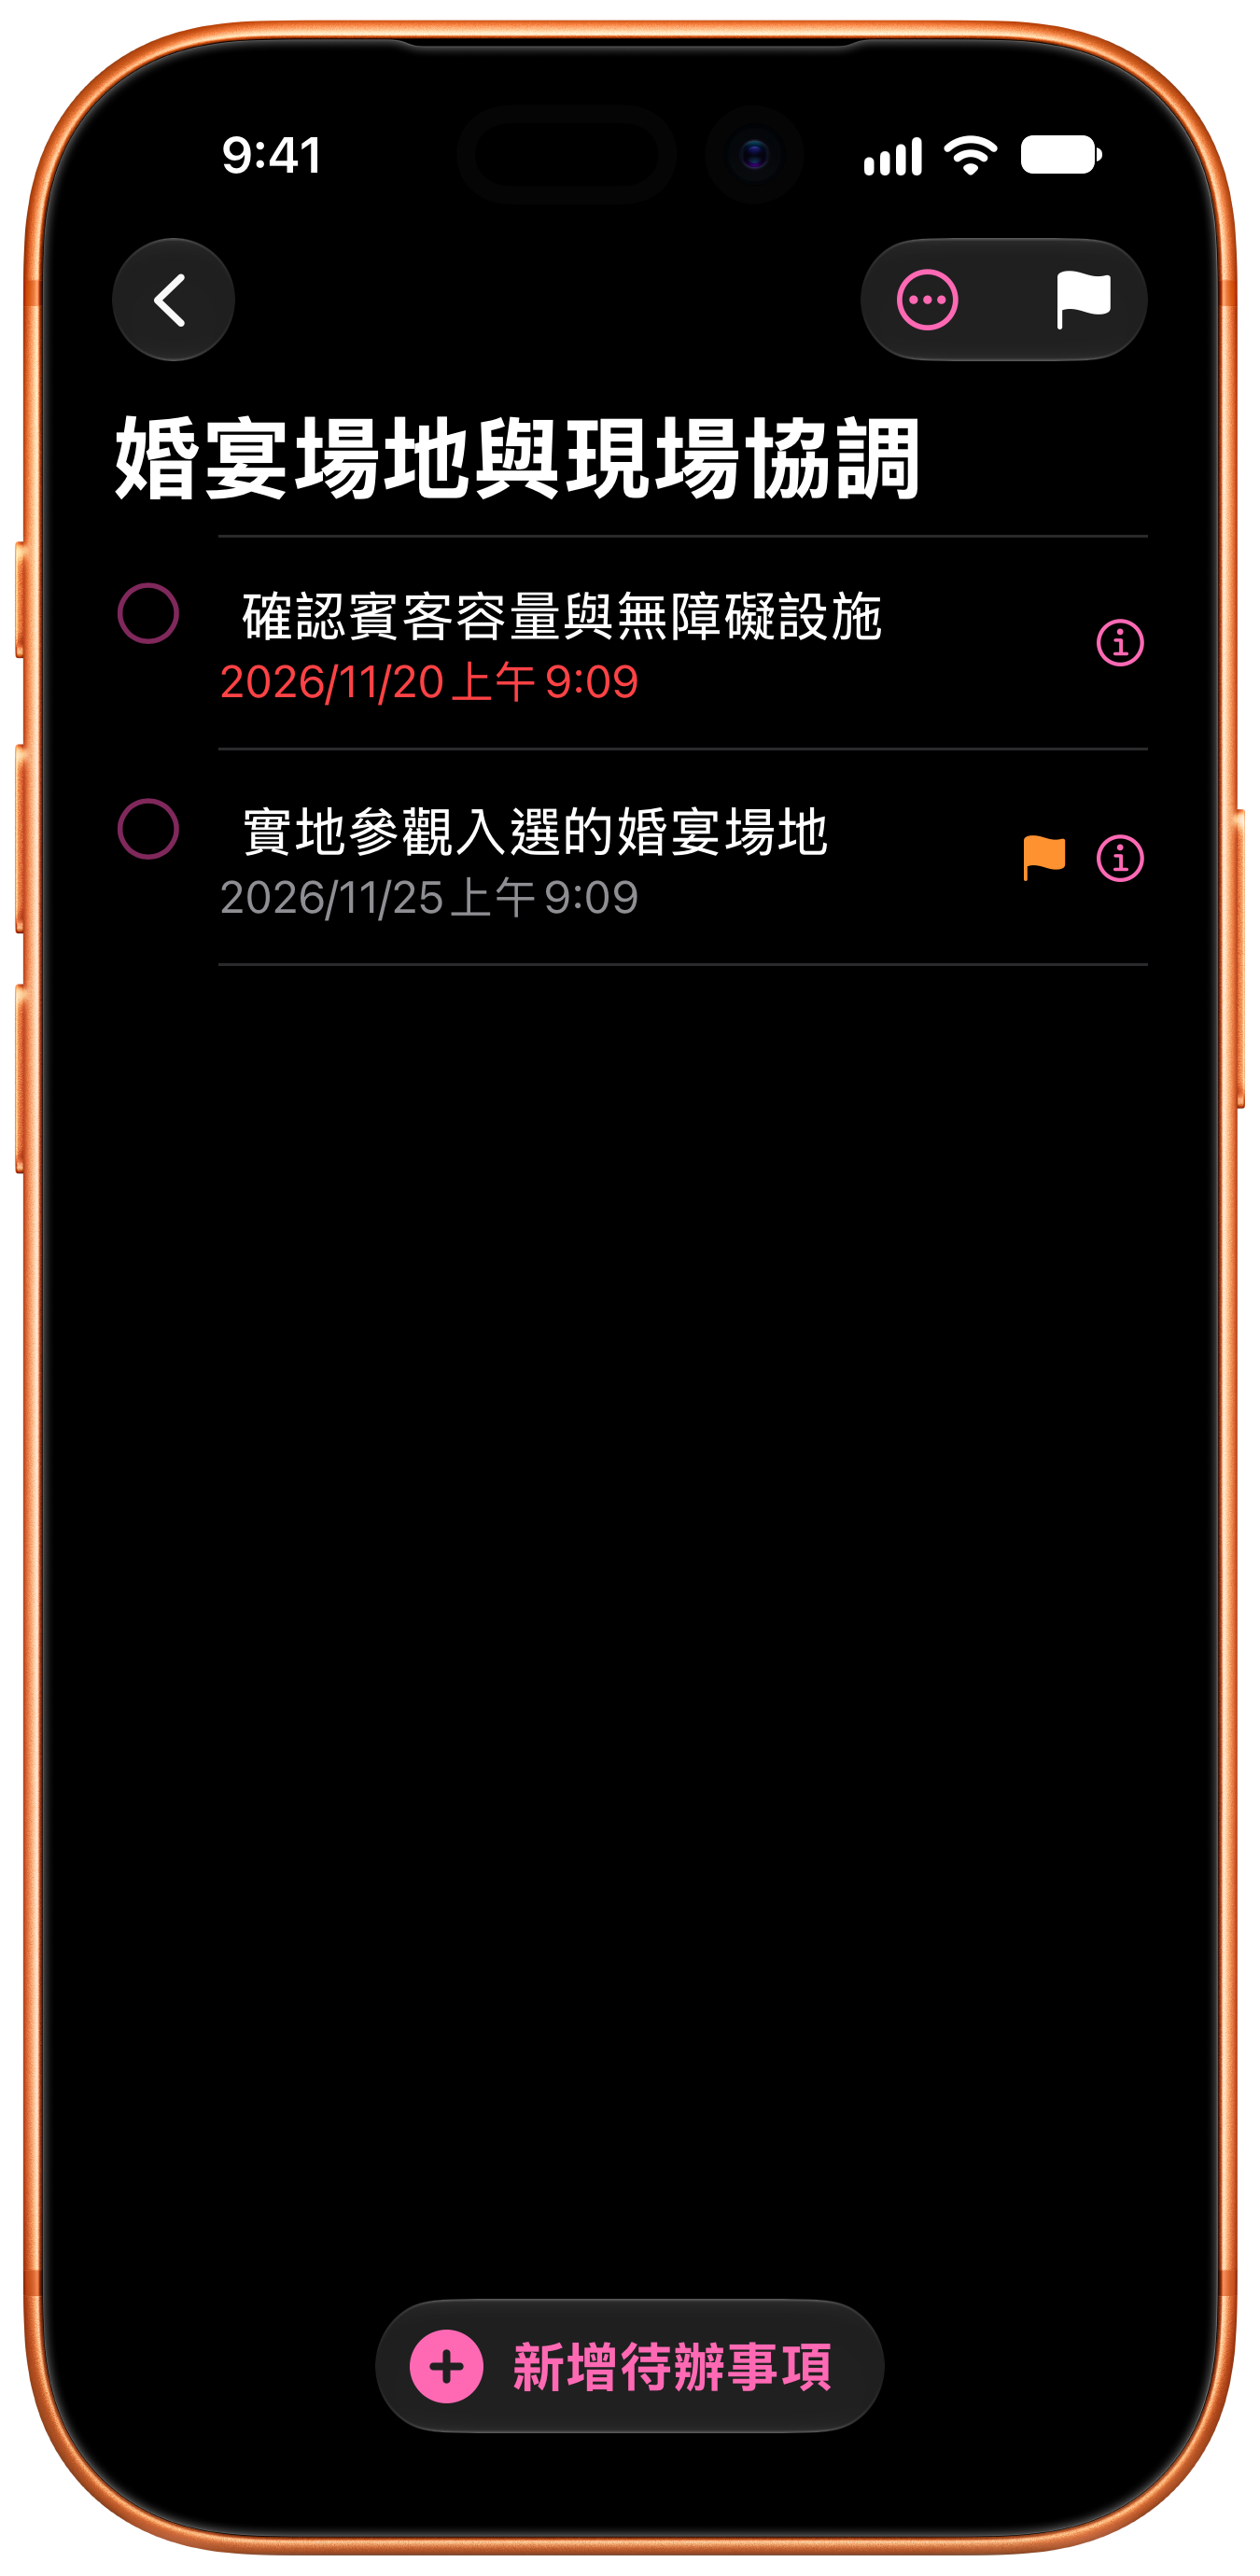 9:41
婚宴場地與現場協調
確認賓客容量與無障礙設施
2026/11/20 上午 9:09
實地參觀入選的婚宴場地
2026/11/25 上午 9:09
新增待辦事項